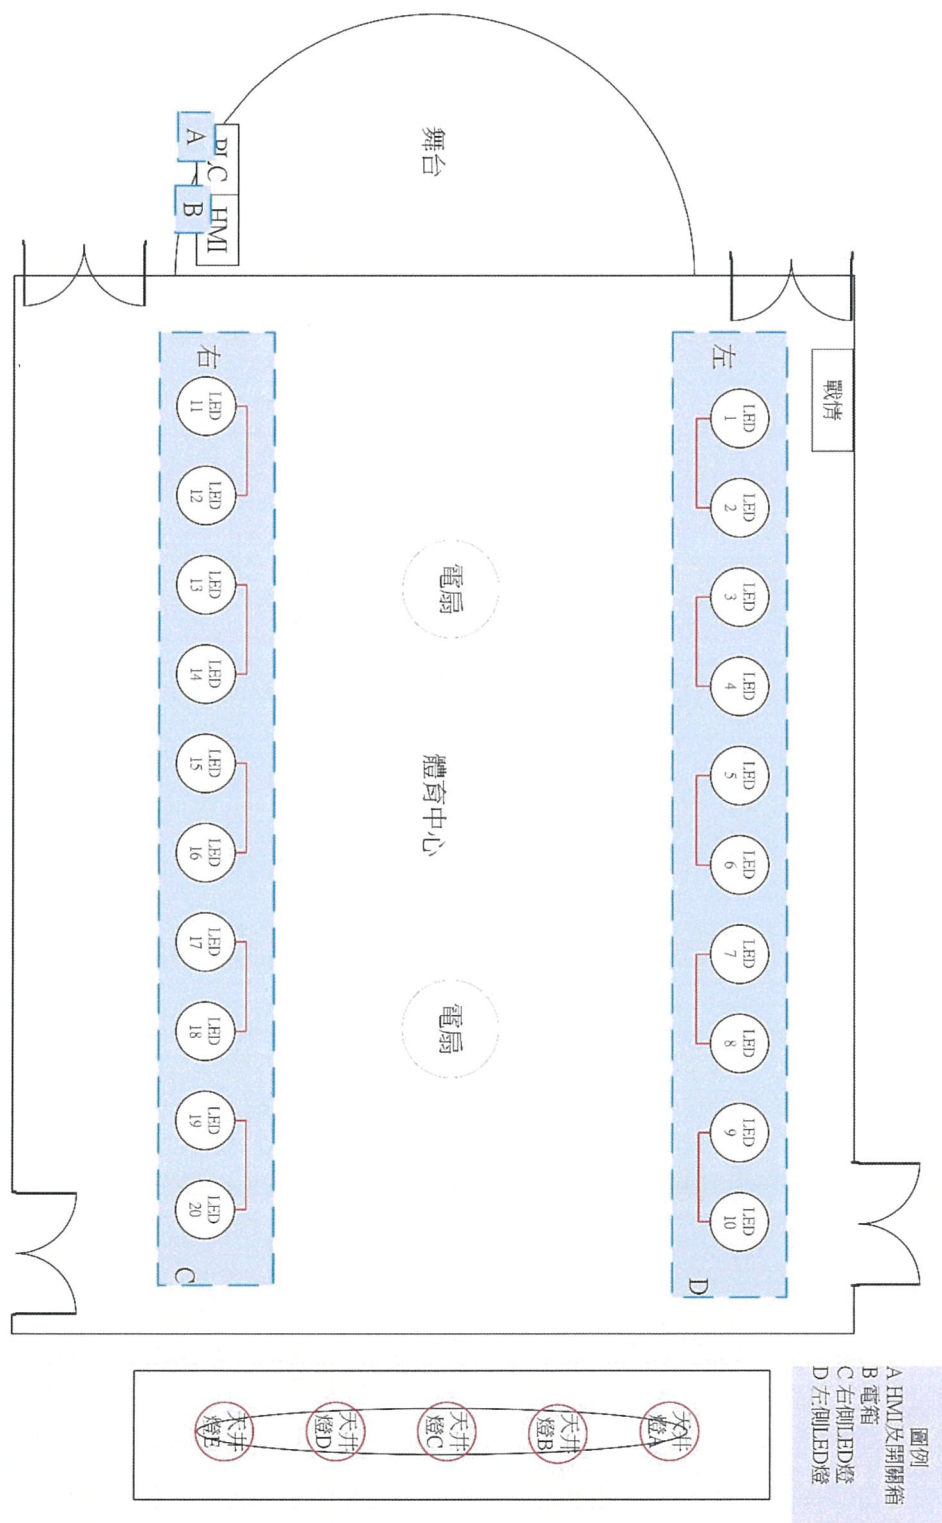 舞台
A
PLC
B
HMI
戰情
左
LED
1
LED
2
LED
3
LED
4
LED
5
LED
6
LED
7
LED
8
LED
9
LED
10
D
電扇
體育中心
電扇
右
LED
11
LED
12
LED
13
LED
14
LED
15
LED
16
LED
17
LED
18
LED
19
LED
20
C
天井
燈A
天井
燈B
天井
燈C
天井
燈D
天井
燈E
圖例
A HMI及開關箱
B 電箱
C 右側LED燈
D 左側LED燈